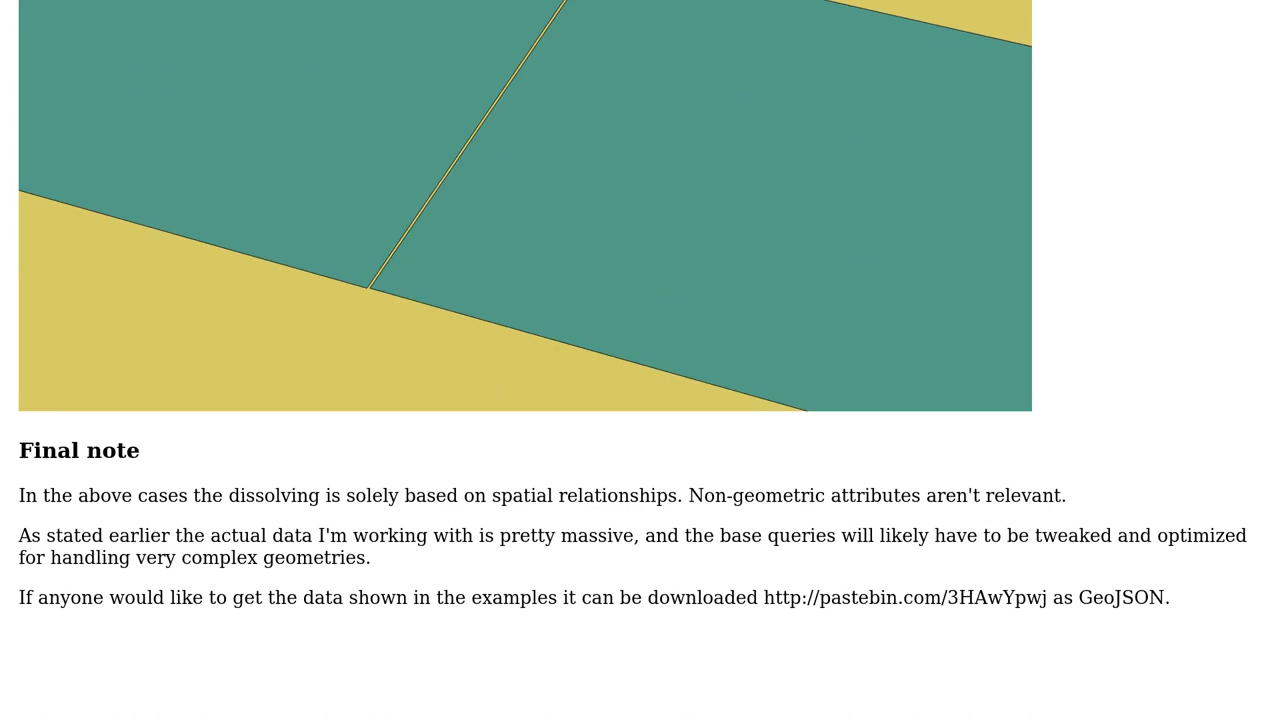 Final note
In the above cases the dissolving is solely based on spatial relationships. Non-geometric attributes aren't relevant.
As stated earlier the actual data I'm working with is pretty massive, and the base queries will likely have to be tweaked and optimized
for handling very complex geometries.
If anyone would like to get the data shown in the examples it can be downloaded http://pastebin.com/3HAwYpwj as GeoJSON.